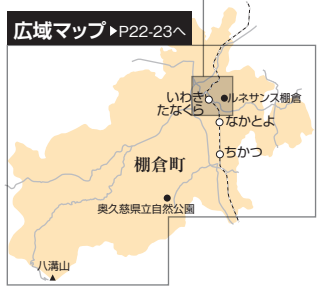 広域マップ▶P22-23へ
いわき
たなくら
ルネサンス棚倉
なかとよ
ちかつ
棚倉町
奥久慈県立自然公園
八溝山